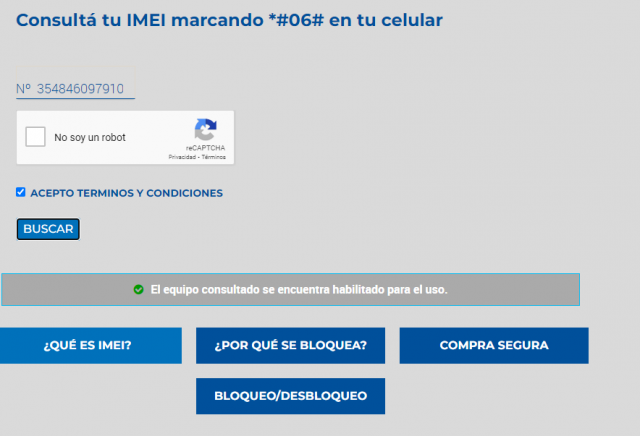 Consultá tu IMEI marcando *#06# en tu celular
Nº 354846097910
No soy un robot
reCAPTCHA
Privacidad - Términos
ACEPTO TERMINOS Y CONDICIONES
BUSCAR
El equipo consultado se encuentra habilitado para el uso.
¿QUÉ ES IMEI?
¿POR QUÉ SE BLOQUEA?
COMPRA SEGURA
BLOQUEO/DESBLOQUEO